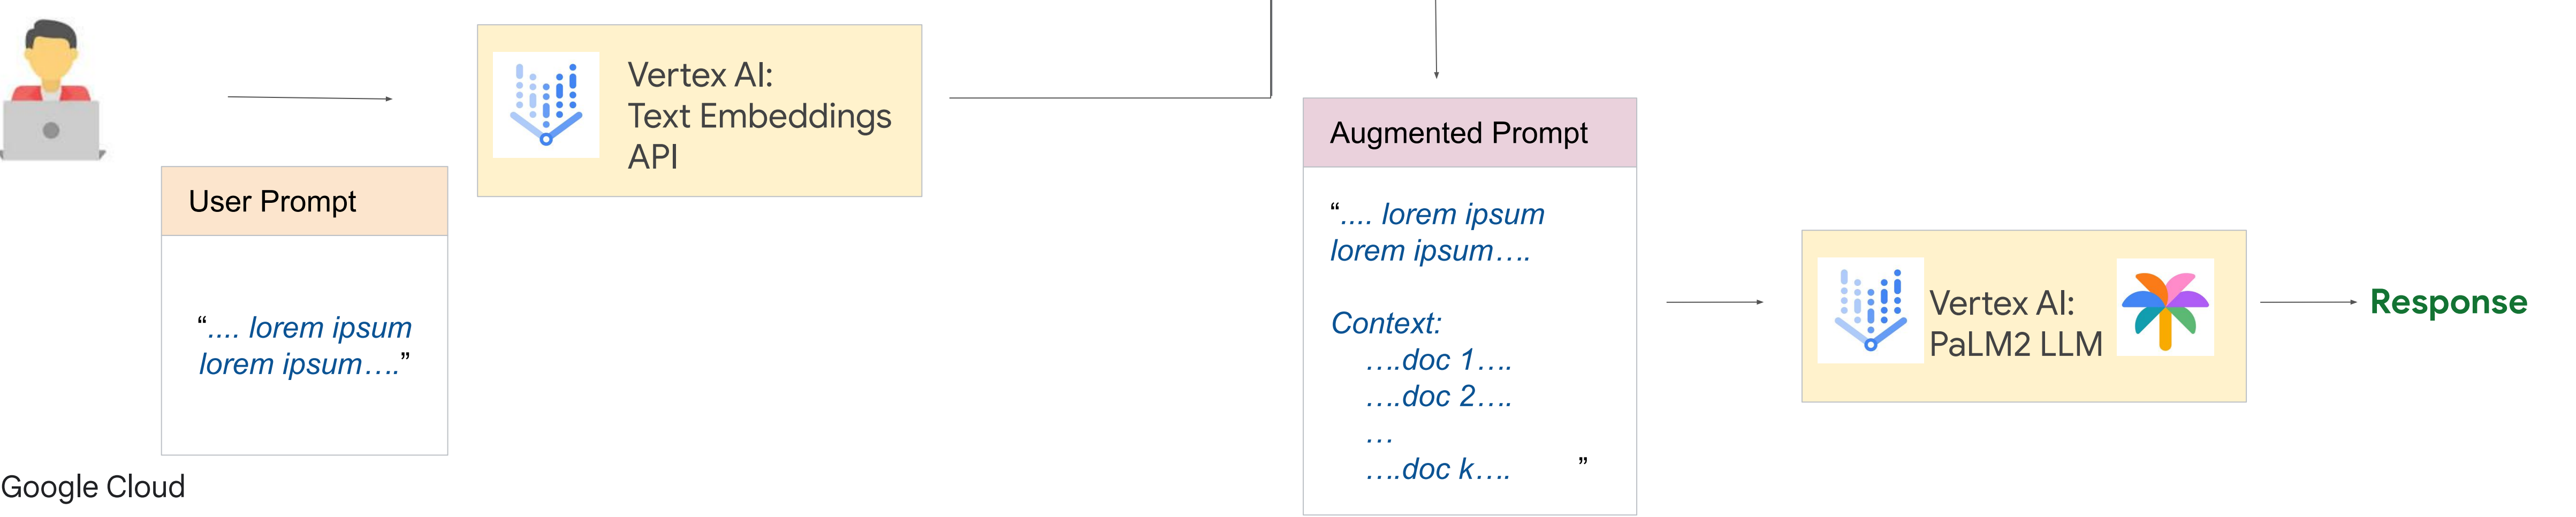 Vertex AI:
Text Embeddings
API
User Prompt
“.... lorem ipsum
lorem ipsum….”
Augmented Prompt
“.... lorem ipsum
lorem ipsum….
Context:
….doc 1….
….doc 2….
…
….doc k…. ”
Vertex AI:
PaLM2 LLM
Response
Google Cloud